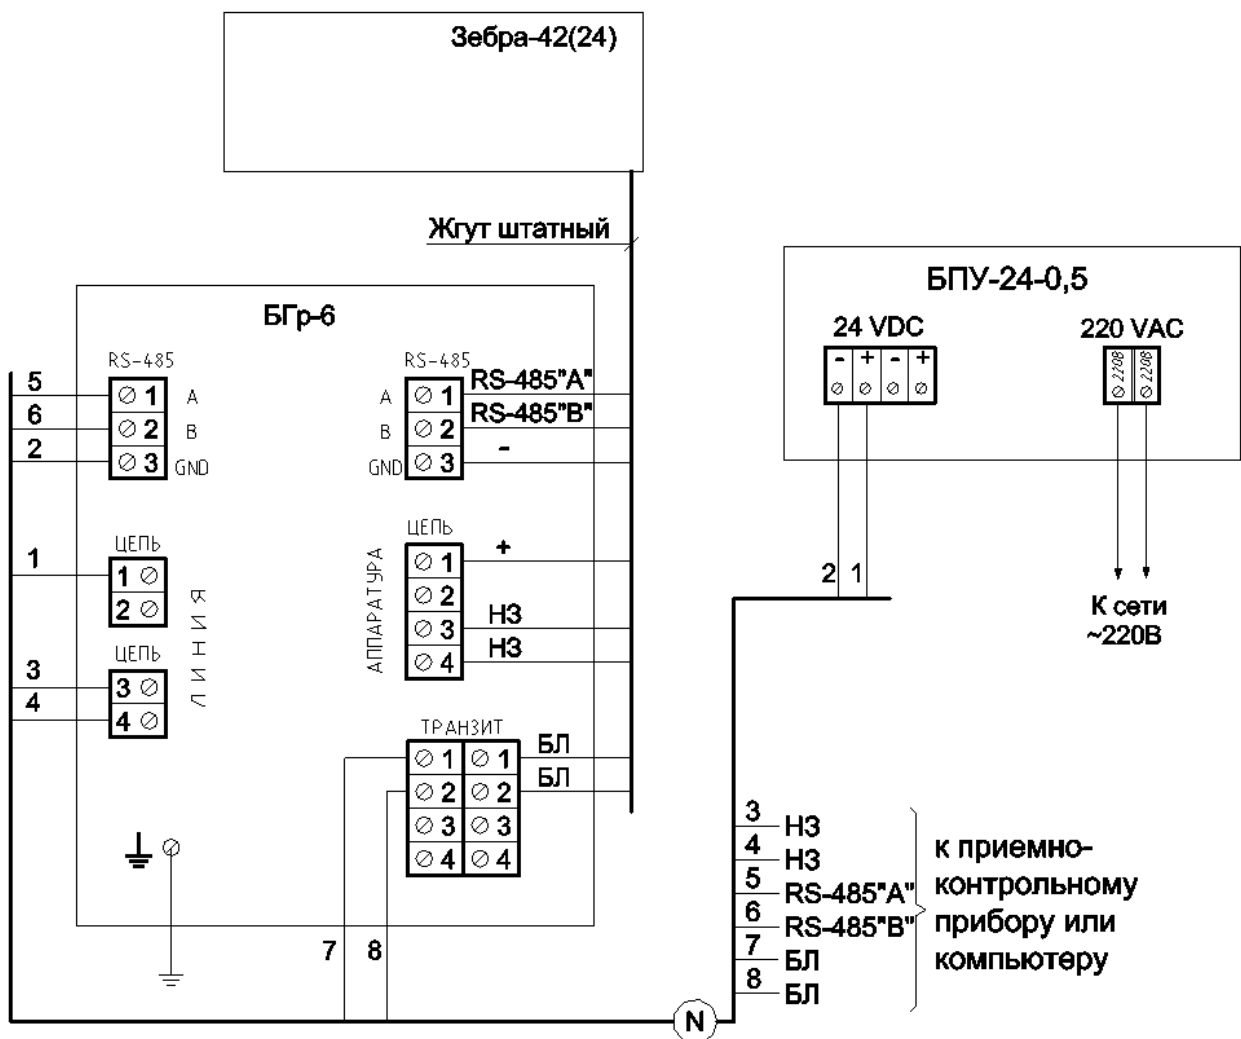 Зебра-42(24)
Жгут штатный
БГр-6
RS-485
5
1
A
6
2
B
2
3
GND
ЦЕПЬ
1
1
2
ЦЕПЬ
3
3
4
4
ЛИНИЯ
RS-485
A
1
RS-485"A"
B
2
RS-485"B"
GND
3
-
ЦЕПЬ
1
+
2
3
НЗ
4
НЗ
АППАРАТУРА
ТРАНЗИТ
1
1
БЛ
2
2
БЛ
3
3
4
4
7
8
N
БПУ-24-0,5
24 VDC
- + - +
220 VAC
220В
220В
2
1
К сети
~220В
3
НЗ
4
НЗ
5
RS-485"A"
6
RS-485"B"
7
БЛ
8
БЛ
к приемно-
контрольному
прибору или
компьютеру